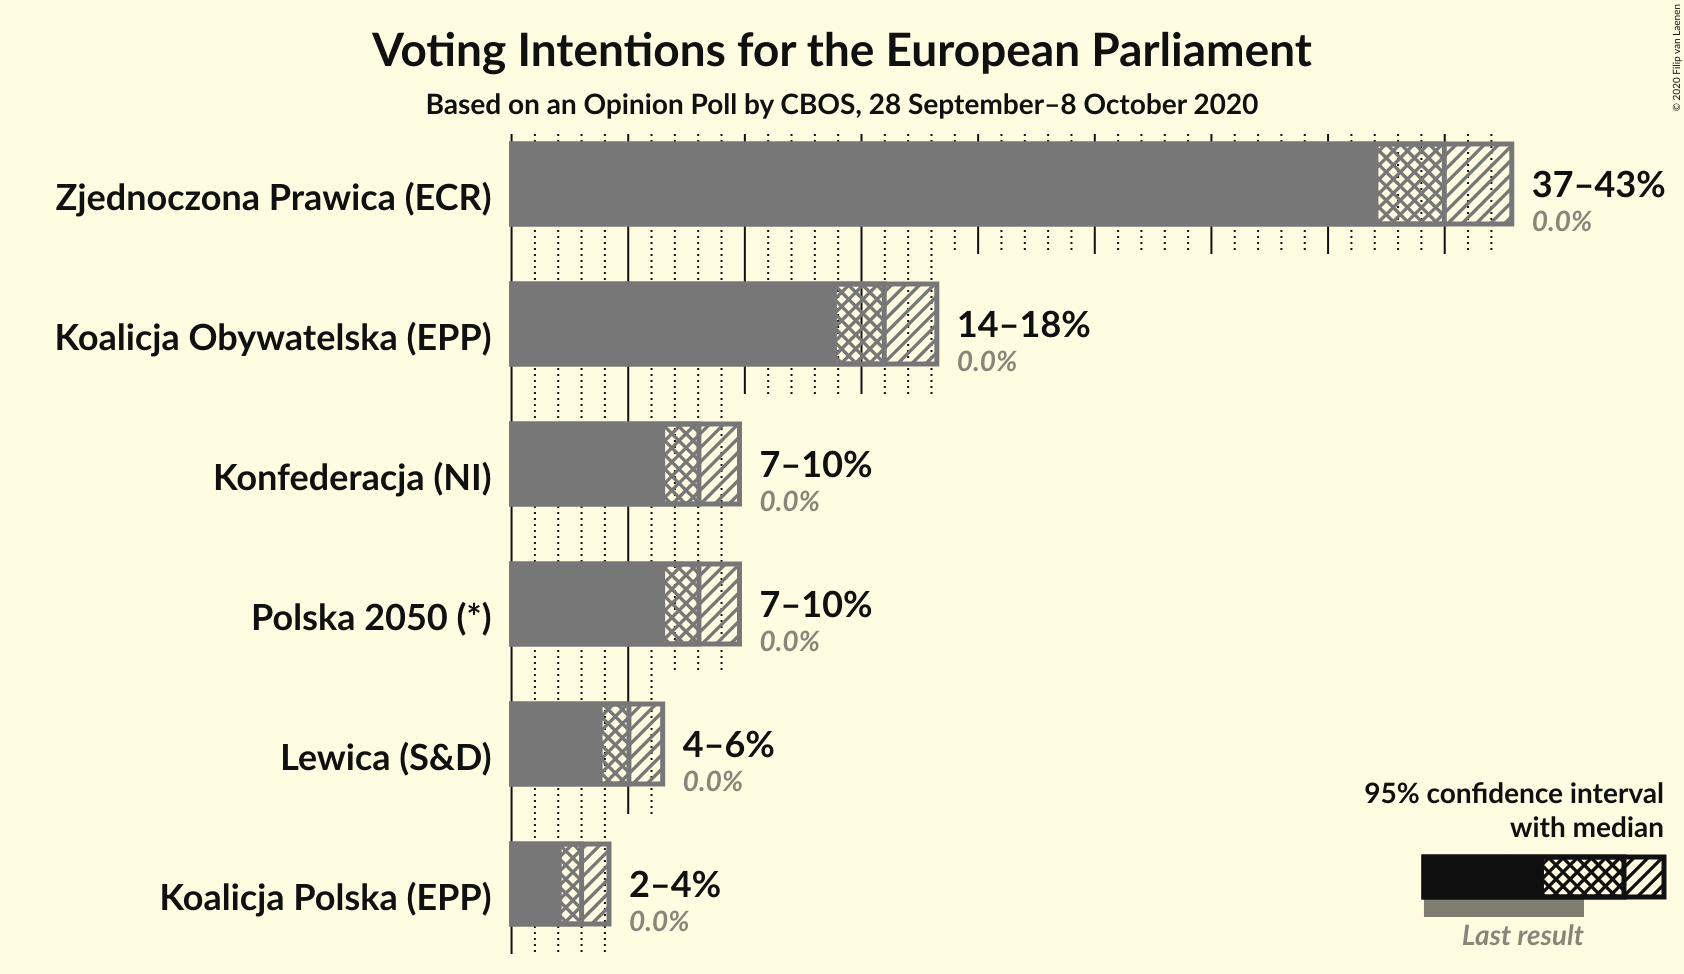 Voting Intentions for the European Parliament
Based on an Opinion Poll by CBOS, 28 September–8 October 2020
© 2020 Filip van Laenen
Zjednoczona Prawica (ECR)
37–43%
0.0%
Koalicja Obywatelska (EPP)
14–18%
0.0%
Konfederacja (NI)
7–10%
0.0%
Polska 2050 (*)
7–10%
0.0%
Lewica (S&D)
4–6%
0.0%
Koalicja Polska (EPP)
2–4%
0.0%
95% confidence interval
with median
Last result